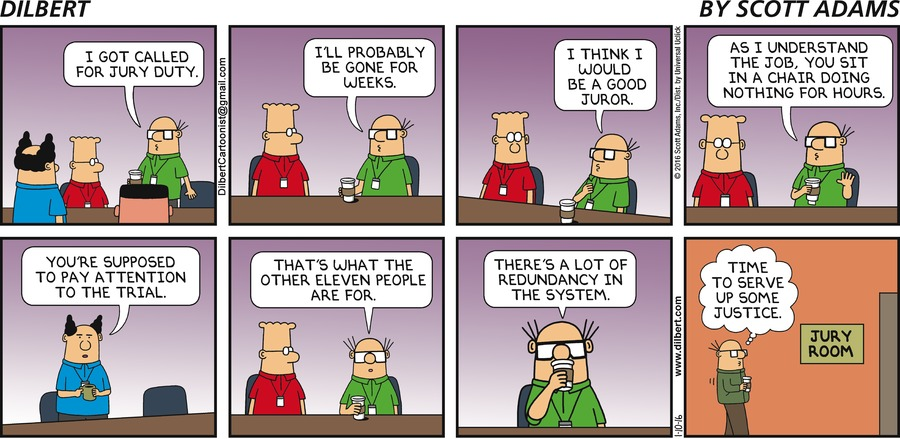 DILBERT
BY SCOTT ADAMS
I GOT CALLED
FOR JURY DUTY.
DilbertCartoonist@gmail.com
I'LL PROBABLY
BE GONE FOR
WEEKS.
I THINK I
WOULD
BE A GOOD
JUROR.
© 2016 Scott Adams, Inc./Dist. by Universal Uclick
AS I UNDERSTAND
THE JOB, YOU SIT
IN A CHAIR DOING
NOTHING FOR HOURS.
YOU'RE SUPPOSED
TO PAY ATTENTION
TO THE TRIAL.
THAT'S WHAT THE
OTHER ELEVEN PEOPLE
ARE FOR.
THERE'S A LOT OF
REDUNDANCY IN
THE SYSTEM.
1-10-16 www.dilbert.com
TIME
TO SERVE
UP SOME
JUSTICE.
JURY
ROOM